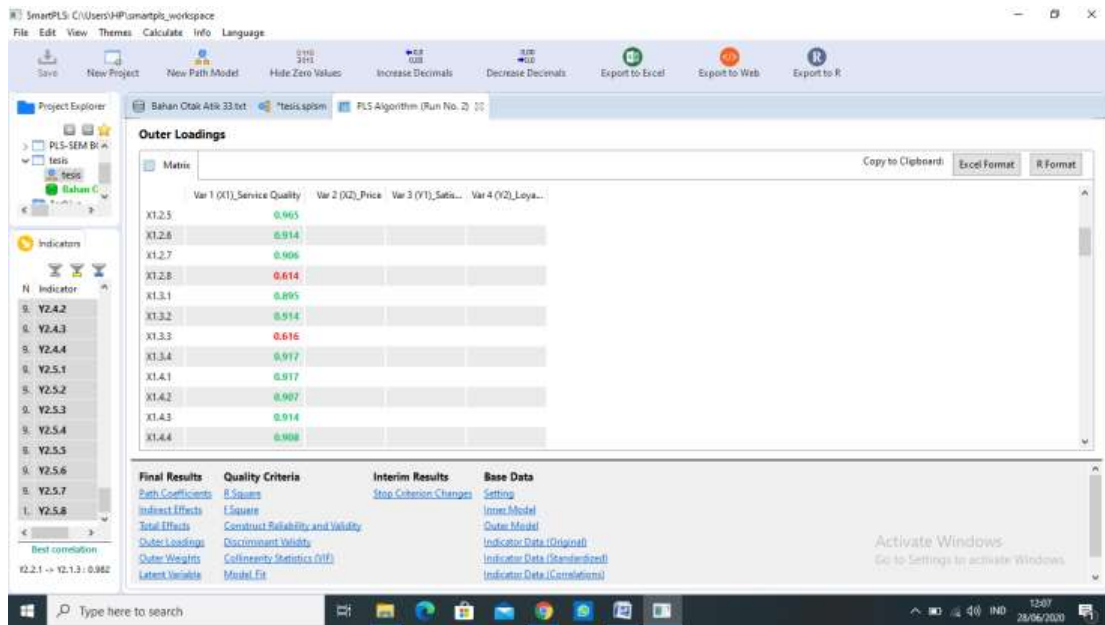 SmartPLS: C:\Users\HP\smartpls_workspace
File Edit View Themes Calculate Info Language
Save New Project New Path Model Hide Zero Values Increase Decimals Decrease Decimals Export to Excel Export to Web Export to R
Project Explorer
PLS-SEM
tesis
tesis
Bahan
Indicators
N Indicator
9. Y2.4.2
9. Y2.4.3
9. Y2.4.4
9. Y2.5.1
9. Y2.5.2
9. Y2.5.3
9. Y2.5.4
9. Y2.5.5
9. Y2.5.6
9. Y2.5.7
1. Y2.5.8
Best correlation
Y2.2.1 -> Y2.1.3 : 0.982
Bahan Otak Atik 33.txt *tesis.splsm PLS Algorithm (Run No. 2)
Outer Loadings
Matrix
Copy to Clipboard: Excel Format R Format
Var 1 (X1)_Service Quality Var 2 (X2)_Price Var 3 (Y1)_Satis... Var 4 (Y2)_Loya...
X1.2.5 0.965
X1.2.6 0.914
X1.2.7 0.906
X1.2.8 0.614
X1.3.1 0.895
X1.3.2 0.914
X1.3.3 0.616
X1.3.4 0.917
X1.4.1 0.917
X1.4.2 0.907
X1.4.3 0.914
X1.4.4 0.908
Final Results Quality Criteria Interim Results Base Data
Path Coefficients R Square Stop Criterion Changes Setting
Indirect Effects f Square Inner Model
Total Effects Construct Reliability and Validity Outer Model
Outer Loadings Discriminant Validity Indicator Data (Original)
Outer Weights Collinearity Statistics (VIF) Indicator Data (Standardized)
Latent Variable Model_Fit Indicator Data (Correlations)
Activate Windows
Go to Settings to activate Windows.
Type here to search
IND
12:07
28/06/2020